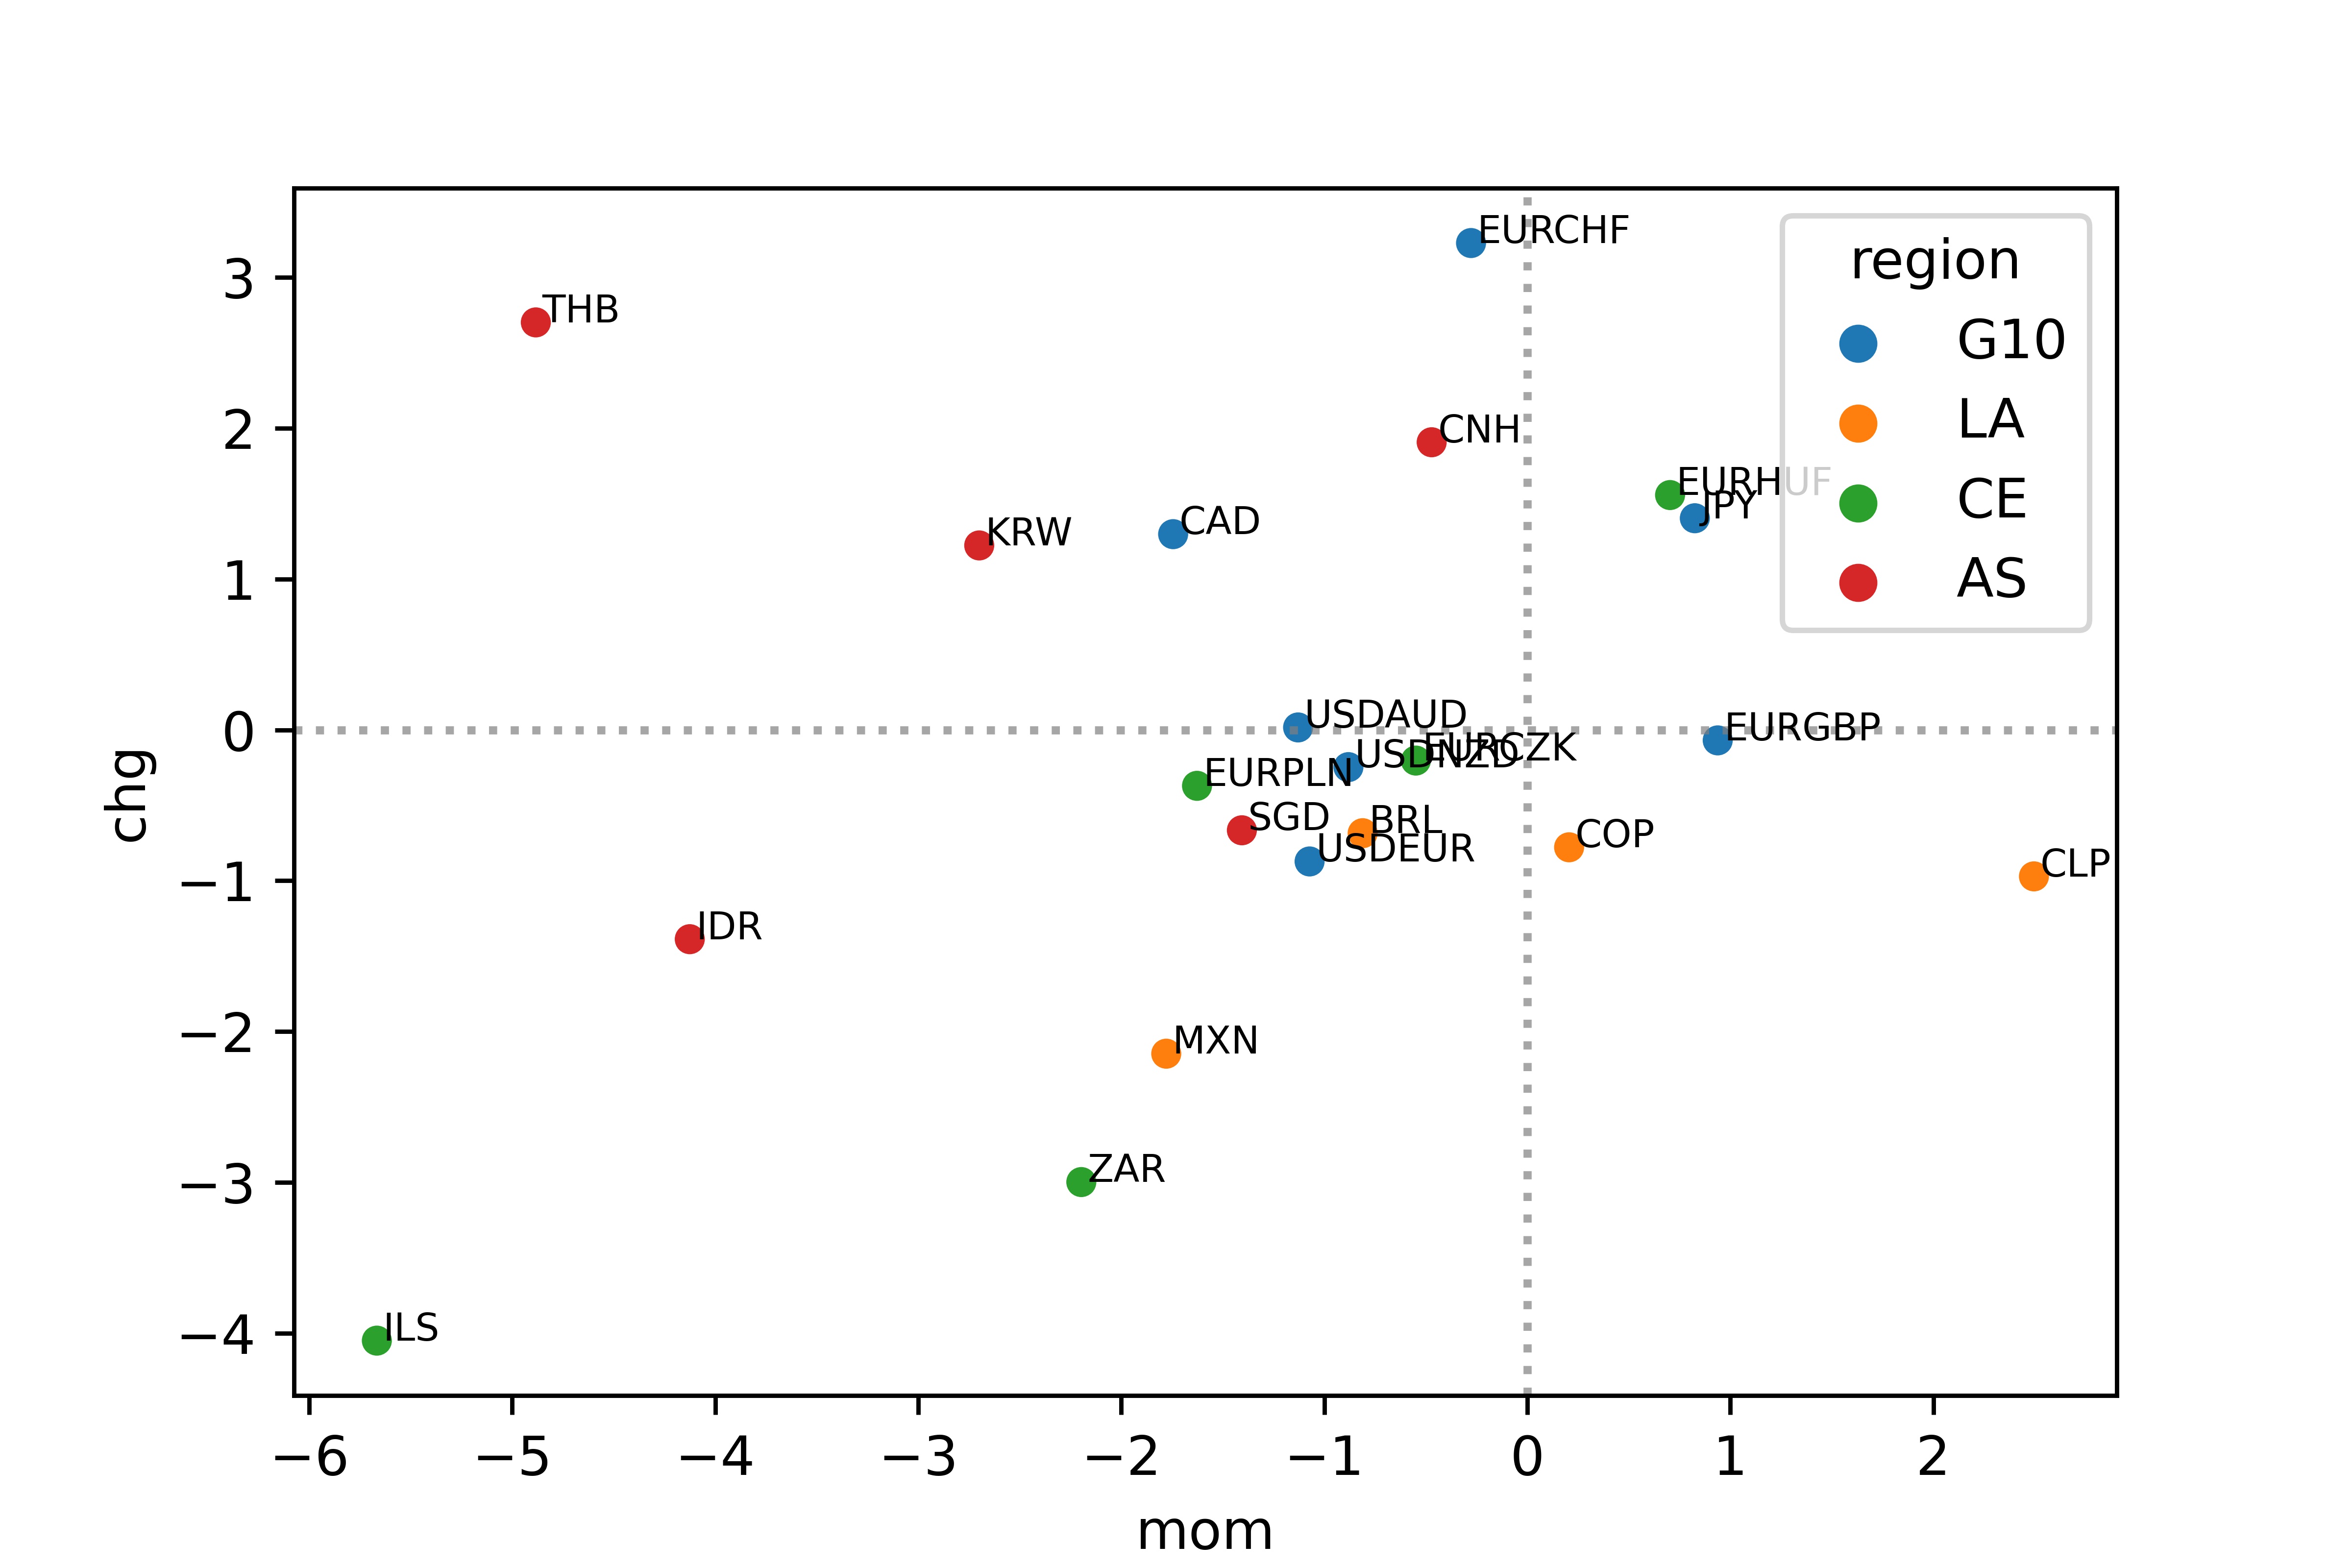 EURCHF
region
G10
LA
CE
AS
3
THB
2
CNH
EURHUF
JPY
CAD
KRW
1
USDAUD
0
EURGBP
EURCZK
USDNZD
EURPLN
SGD
BRL
COP
USDEUR
CLP
chg
−1
IDR
−2
MXN
−3
ZAR
−4
ILS
−6 −5 −4 −3 −2 −1 0 1 2
mom